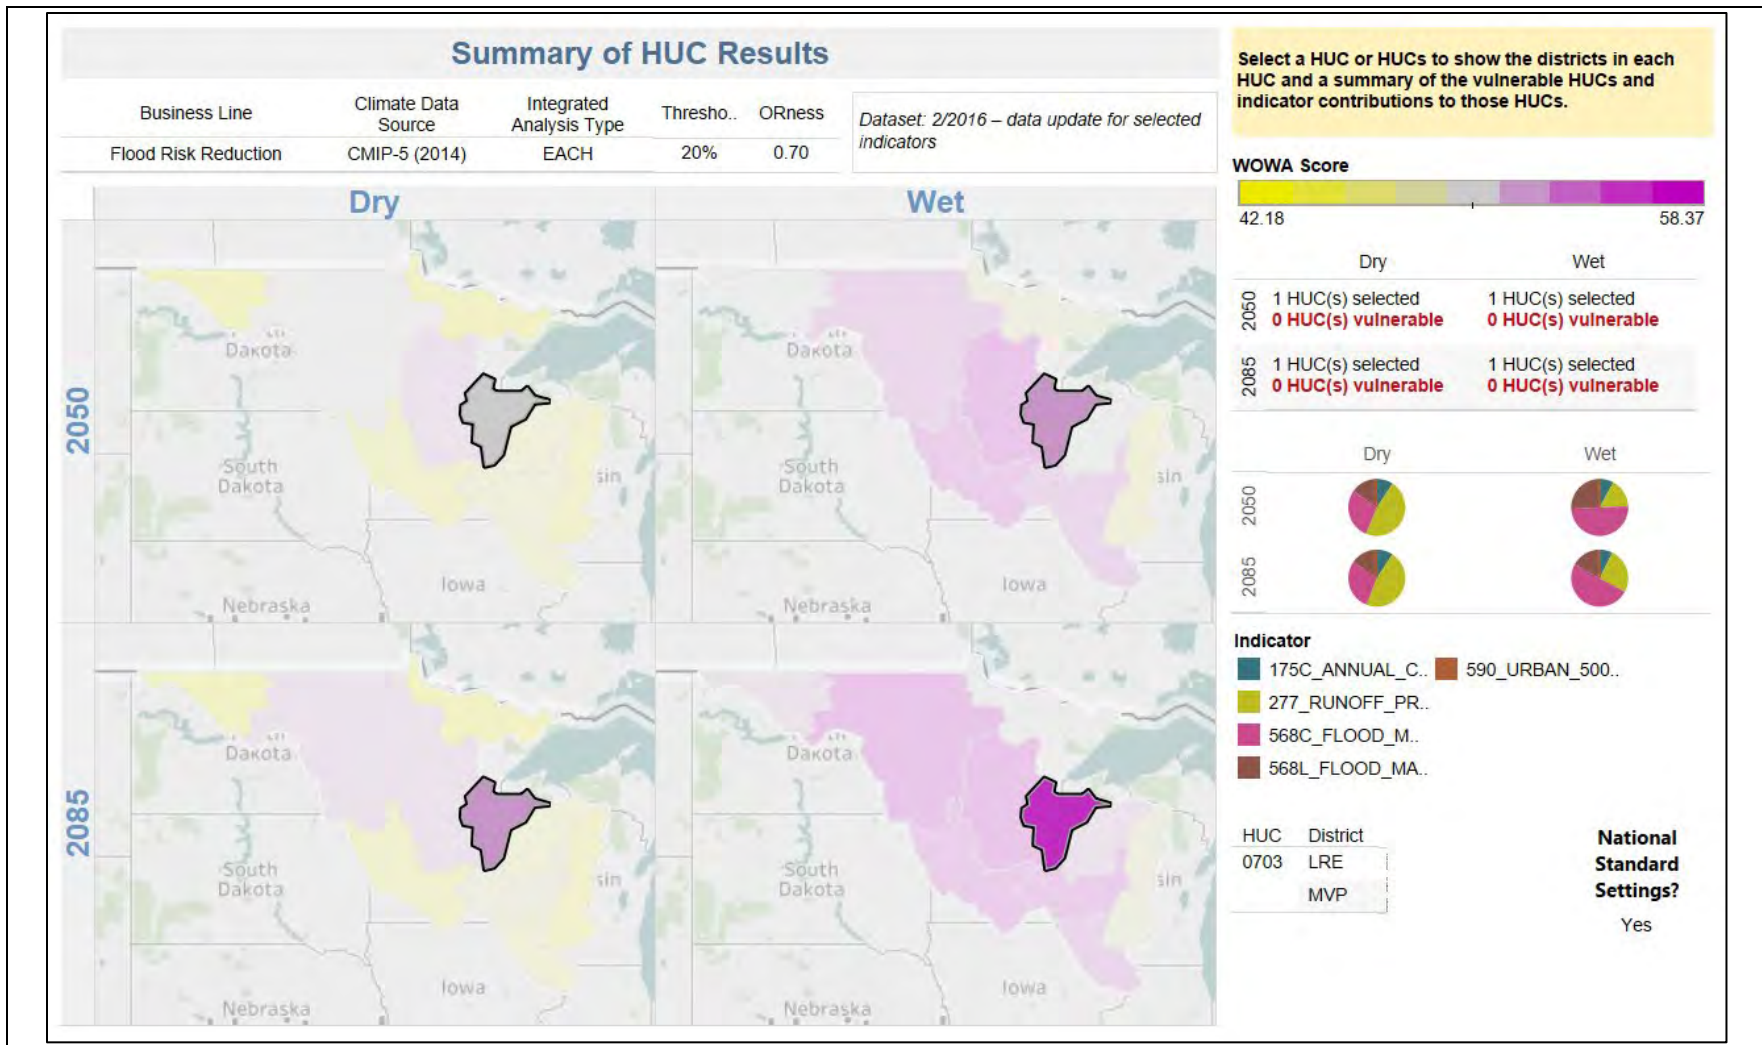 Summary of HUC Results
Business Line
Climate Data
Source
Integrated
Analysis Type
Thresho..
ORness
Flood Risk Reduction
CMIP-5 (2014)
EACH
20%
0.70
Dataset: 2/2016 – data update for selected
indicators
Select a HUC or HUCs to show the districts in each
HUC and a summary of the vulnerable HUCs and
indicator contributions to those HUCs.
WOWA Score
42.18
58.37
Dry
Wet
2050
Dakota
South
Dakota
sin
Iowa
Nebraska
Dakota
South
Dakota
sin
Iowa
Nebraska
2085
Dakota
South
Dakota
sin
Iowa
Nebraska
Dakota
South
Dakota
sin
Iowa
Nebraska
Dry
Wet
2050
1 HUC(s) selected
0 HUC(s) vulnerable
1 HUC(s) selected
0 HUC(s) vulnerable
2085
1 HUC(s) selected
0 HUC(s) vulnerable
1 HUC(s) selected
0 HUC(s) vulnerable
Dry
Wet
2050
2085
Indicator
175C_ANNUAL_C..
590_URBAN_500..
277_RUNOFF_PR..
568C_FLOOD_M..
568L_FLOOD_MA..
HUC
District
0703
LRE
MVP
National
Standard
Settings?
Yes